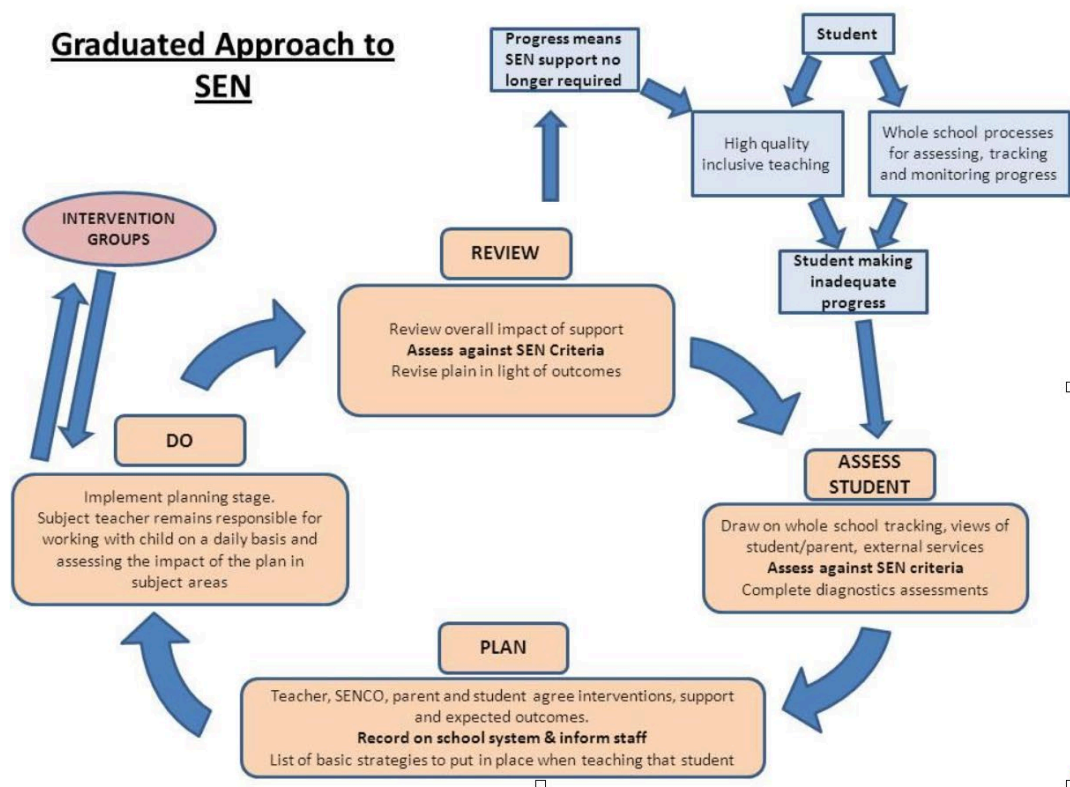 Graduated Approach to
SEN
Progress means
SEN support no
longer required
Student
High quality
inclusive teaching
Whole school processes
for assessing, tracking
and monitoring progress
Student making
inadequate
progress
INTERVENTION
GROUPS
REVIEW
Review overall impact of support
Assess against SEN Criteria
Revise plain in light of outcomes
DO
Implement planning stage.
Subject teacher remains responsible for
working with child on a daily basis and
assessing the impact of the plan in
subject areas
ASSESS
STUDENT
Draw on whole school tracking, views of
student/parent, external services
Assess against SEN criteria
Complete diagnostics assessments
PLAN
Teacher, SENCO, parent and student agree interventions, support
and expected outcomes.
Record on school system & inform staff
List of basic strategies to put in place when teaching that student